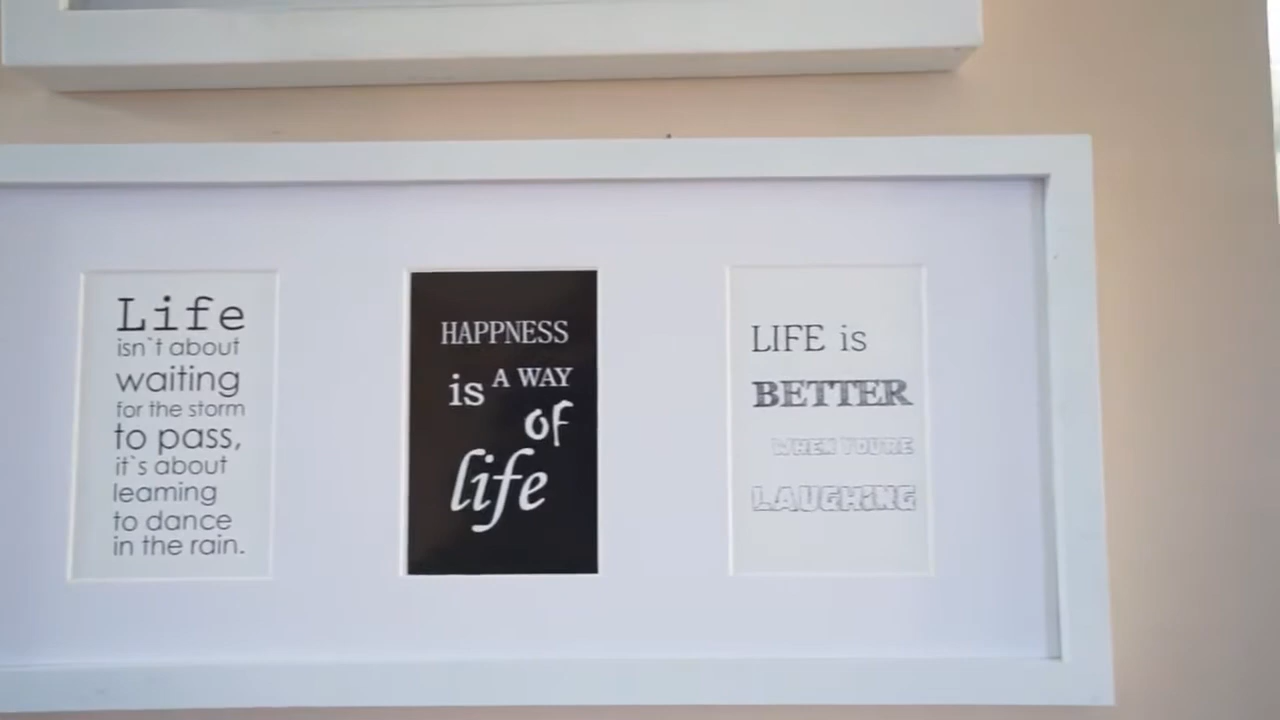 Life
isn`t about
waiting
for the storm
to pass,
it`s about
leaming
to dance
in the rain.
HAPPNESS
is A WAY
OF
life
LIFE is
BETTER
WHEN YOU'RE
LAUGHING